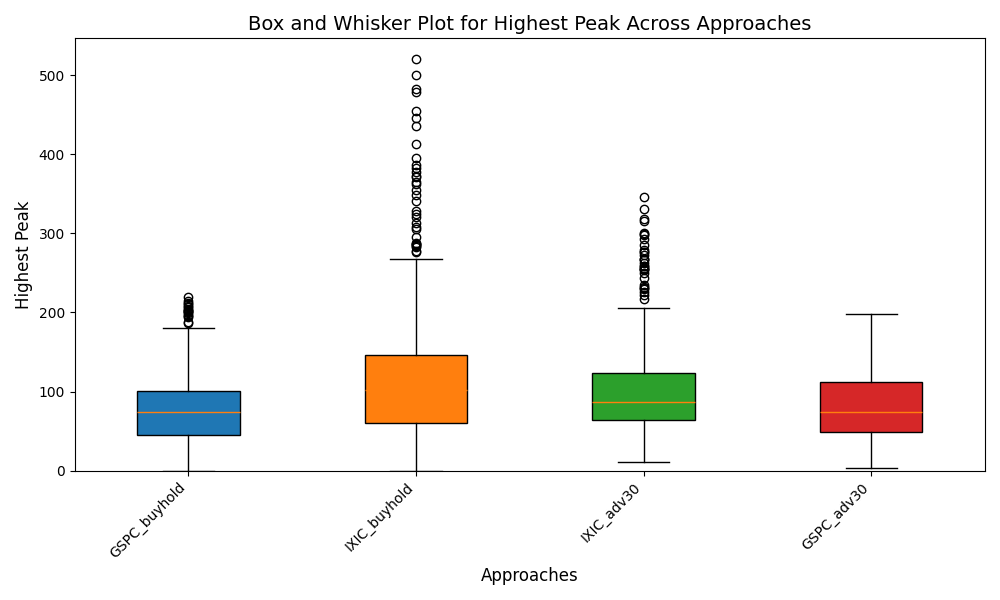 Box and Whisker Plot for Highest Peak Across Approaches
Highest Peak
500
400
300
200
100
0
GSPC_buyhold
IXIC_buyhold
IXIC_adv30
GSPC_adv30
Approaches